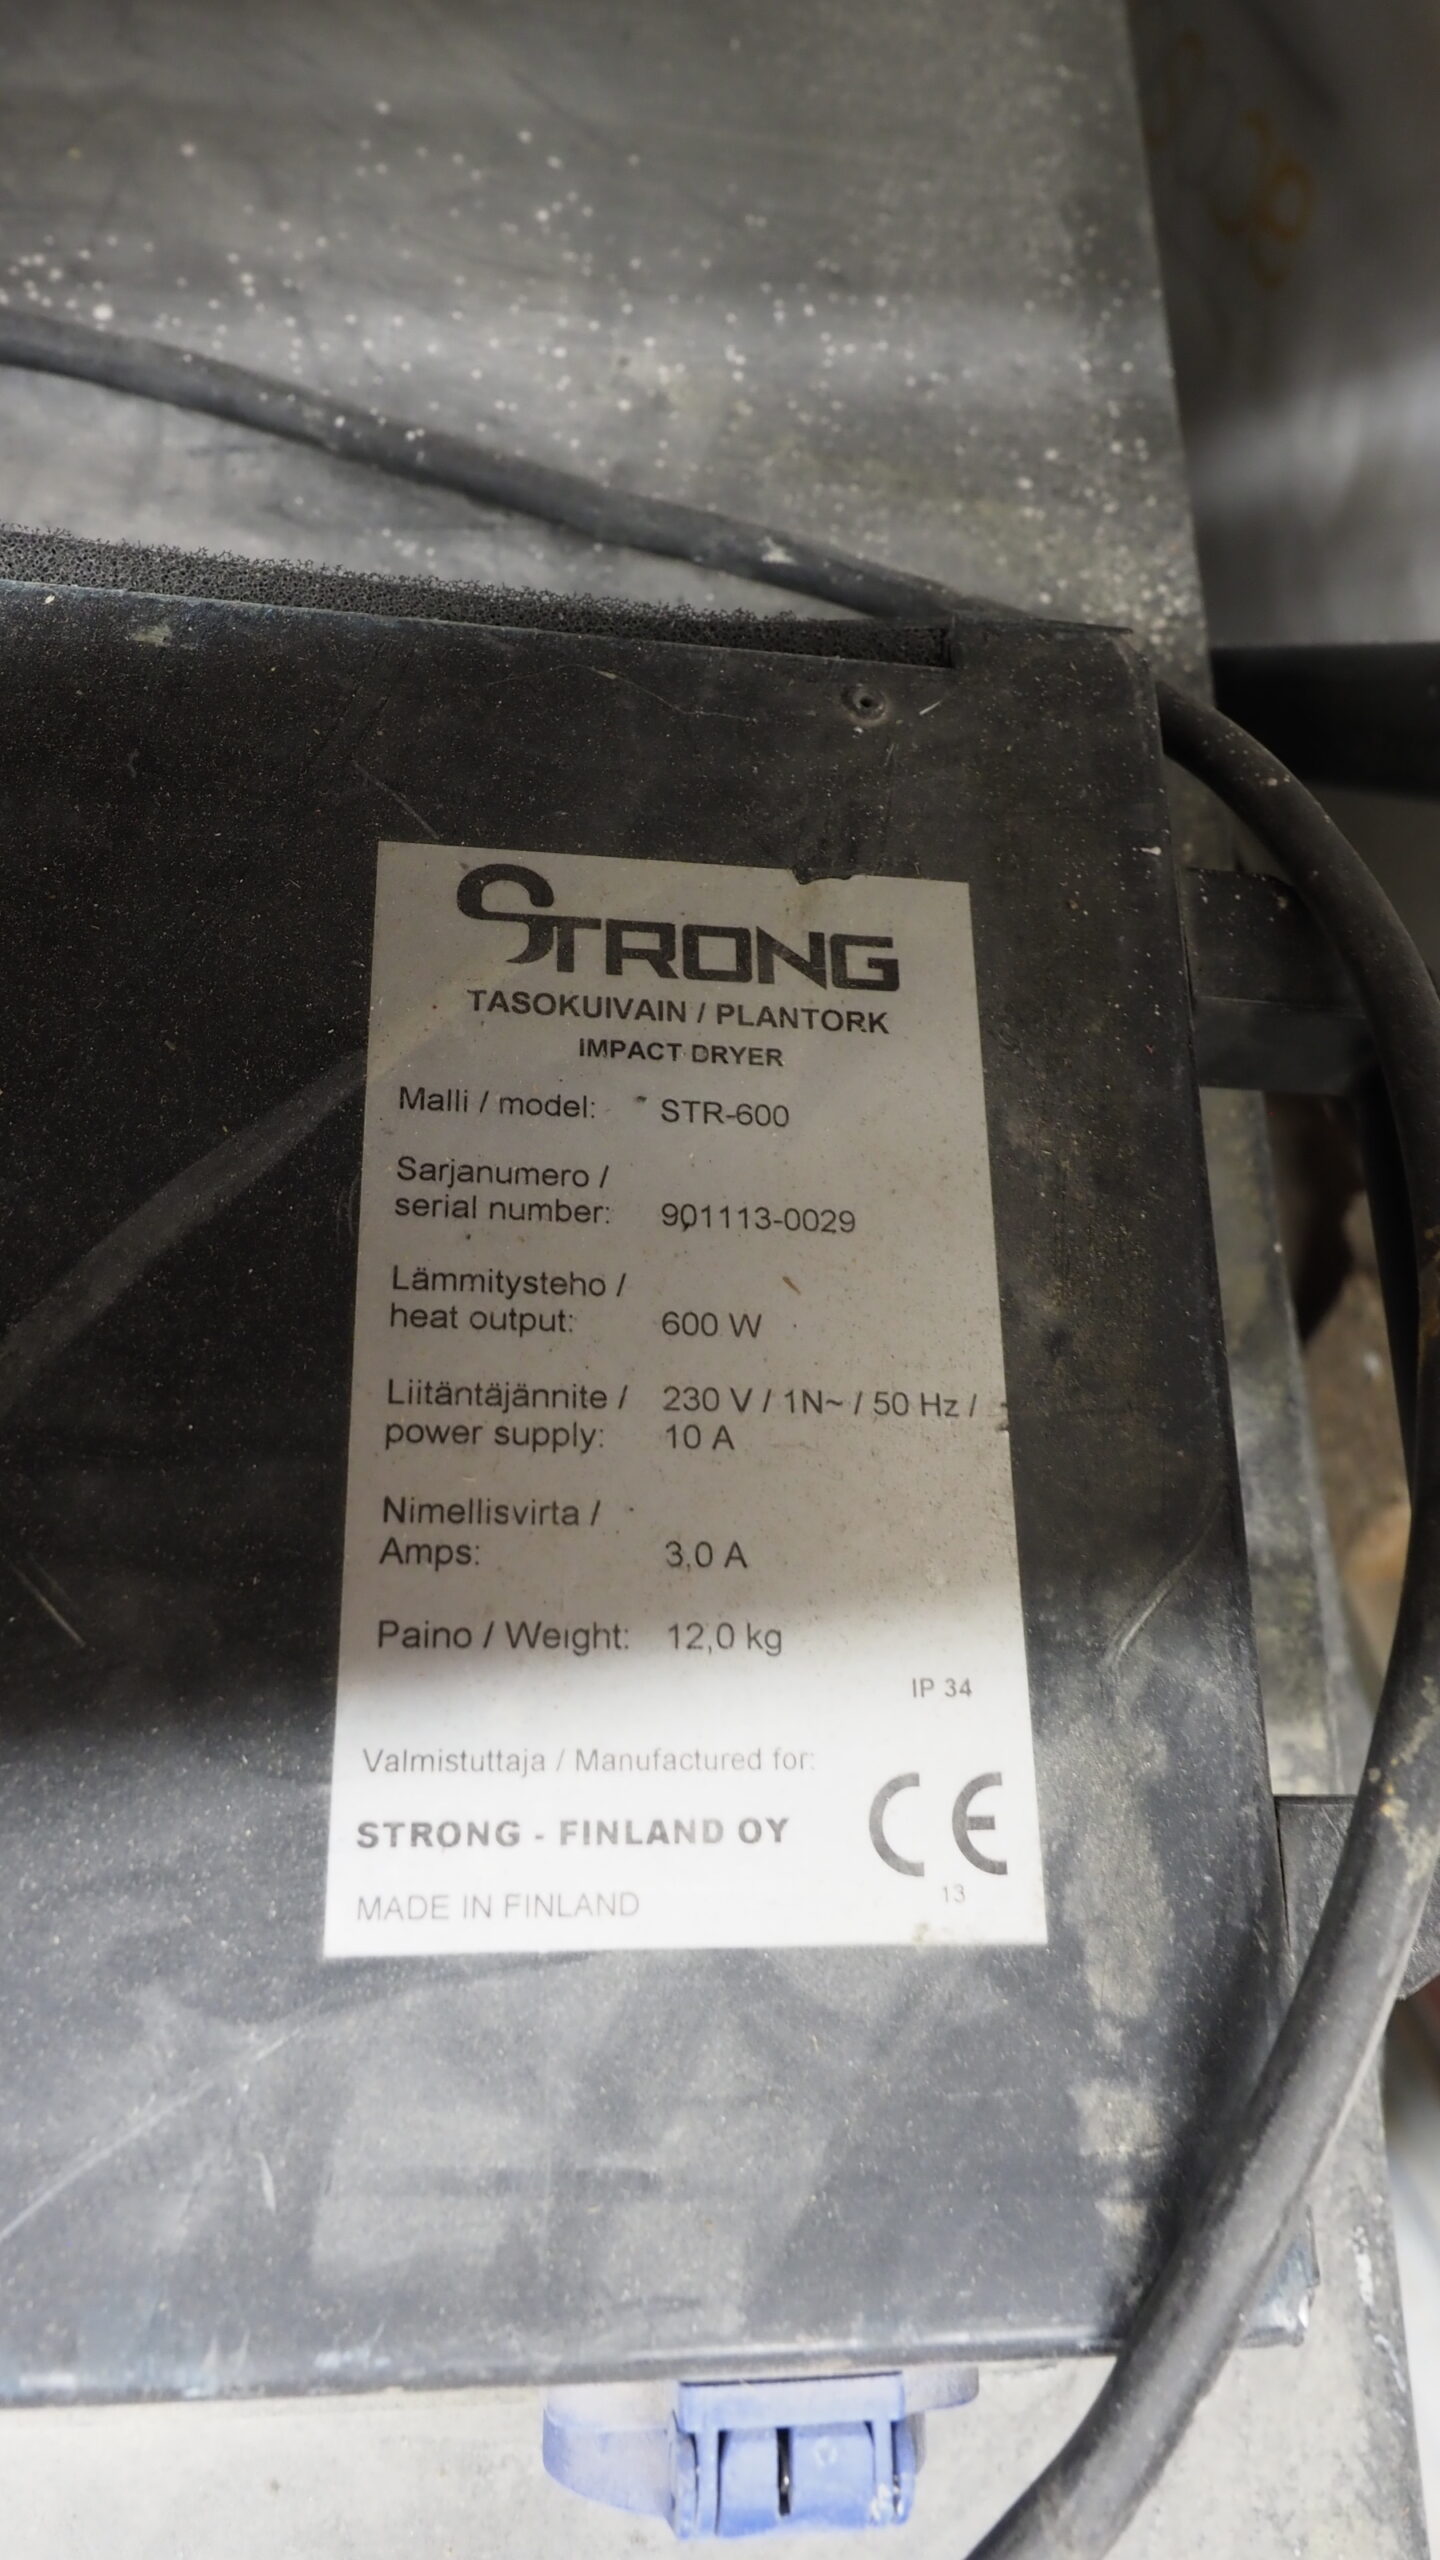 STRONG
TASOKUIVAIN / PLANTORK
IMPACT DRYER
Malli / model: STR-600
Sarjanumero /
serial number: 901113-0029
Lämmitysteho /
heat output: 600 W
Liitäntäjännite / 230 V / 1N~ / 50 Hz /
power supply: 10 A
Nimellisvirta /
Amps: 3,0 A
Paino / Weight: 12,0 kg
IP 34
Valmistuttaja / Manufactured for:
STRONG - FINLAND OY
CE
13
MADE IN FINLAND